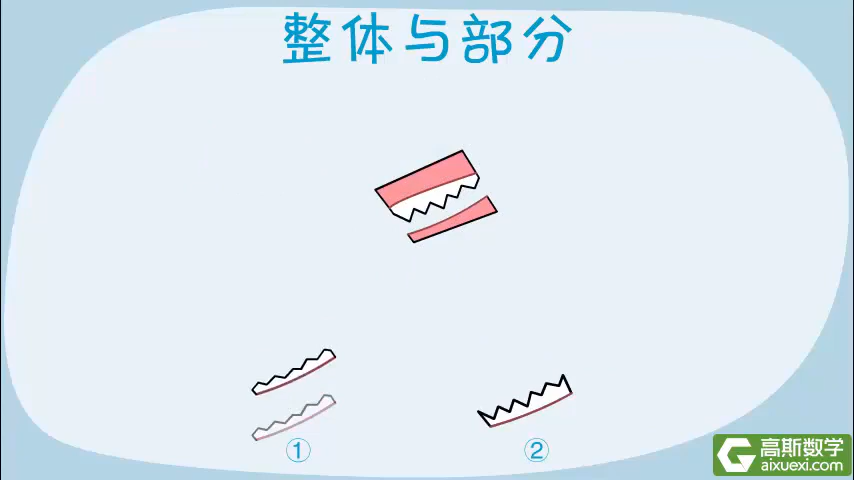 整体与部分
①
②
高斯数学
aixuexi.com